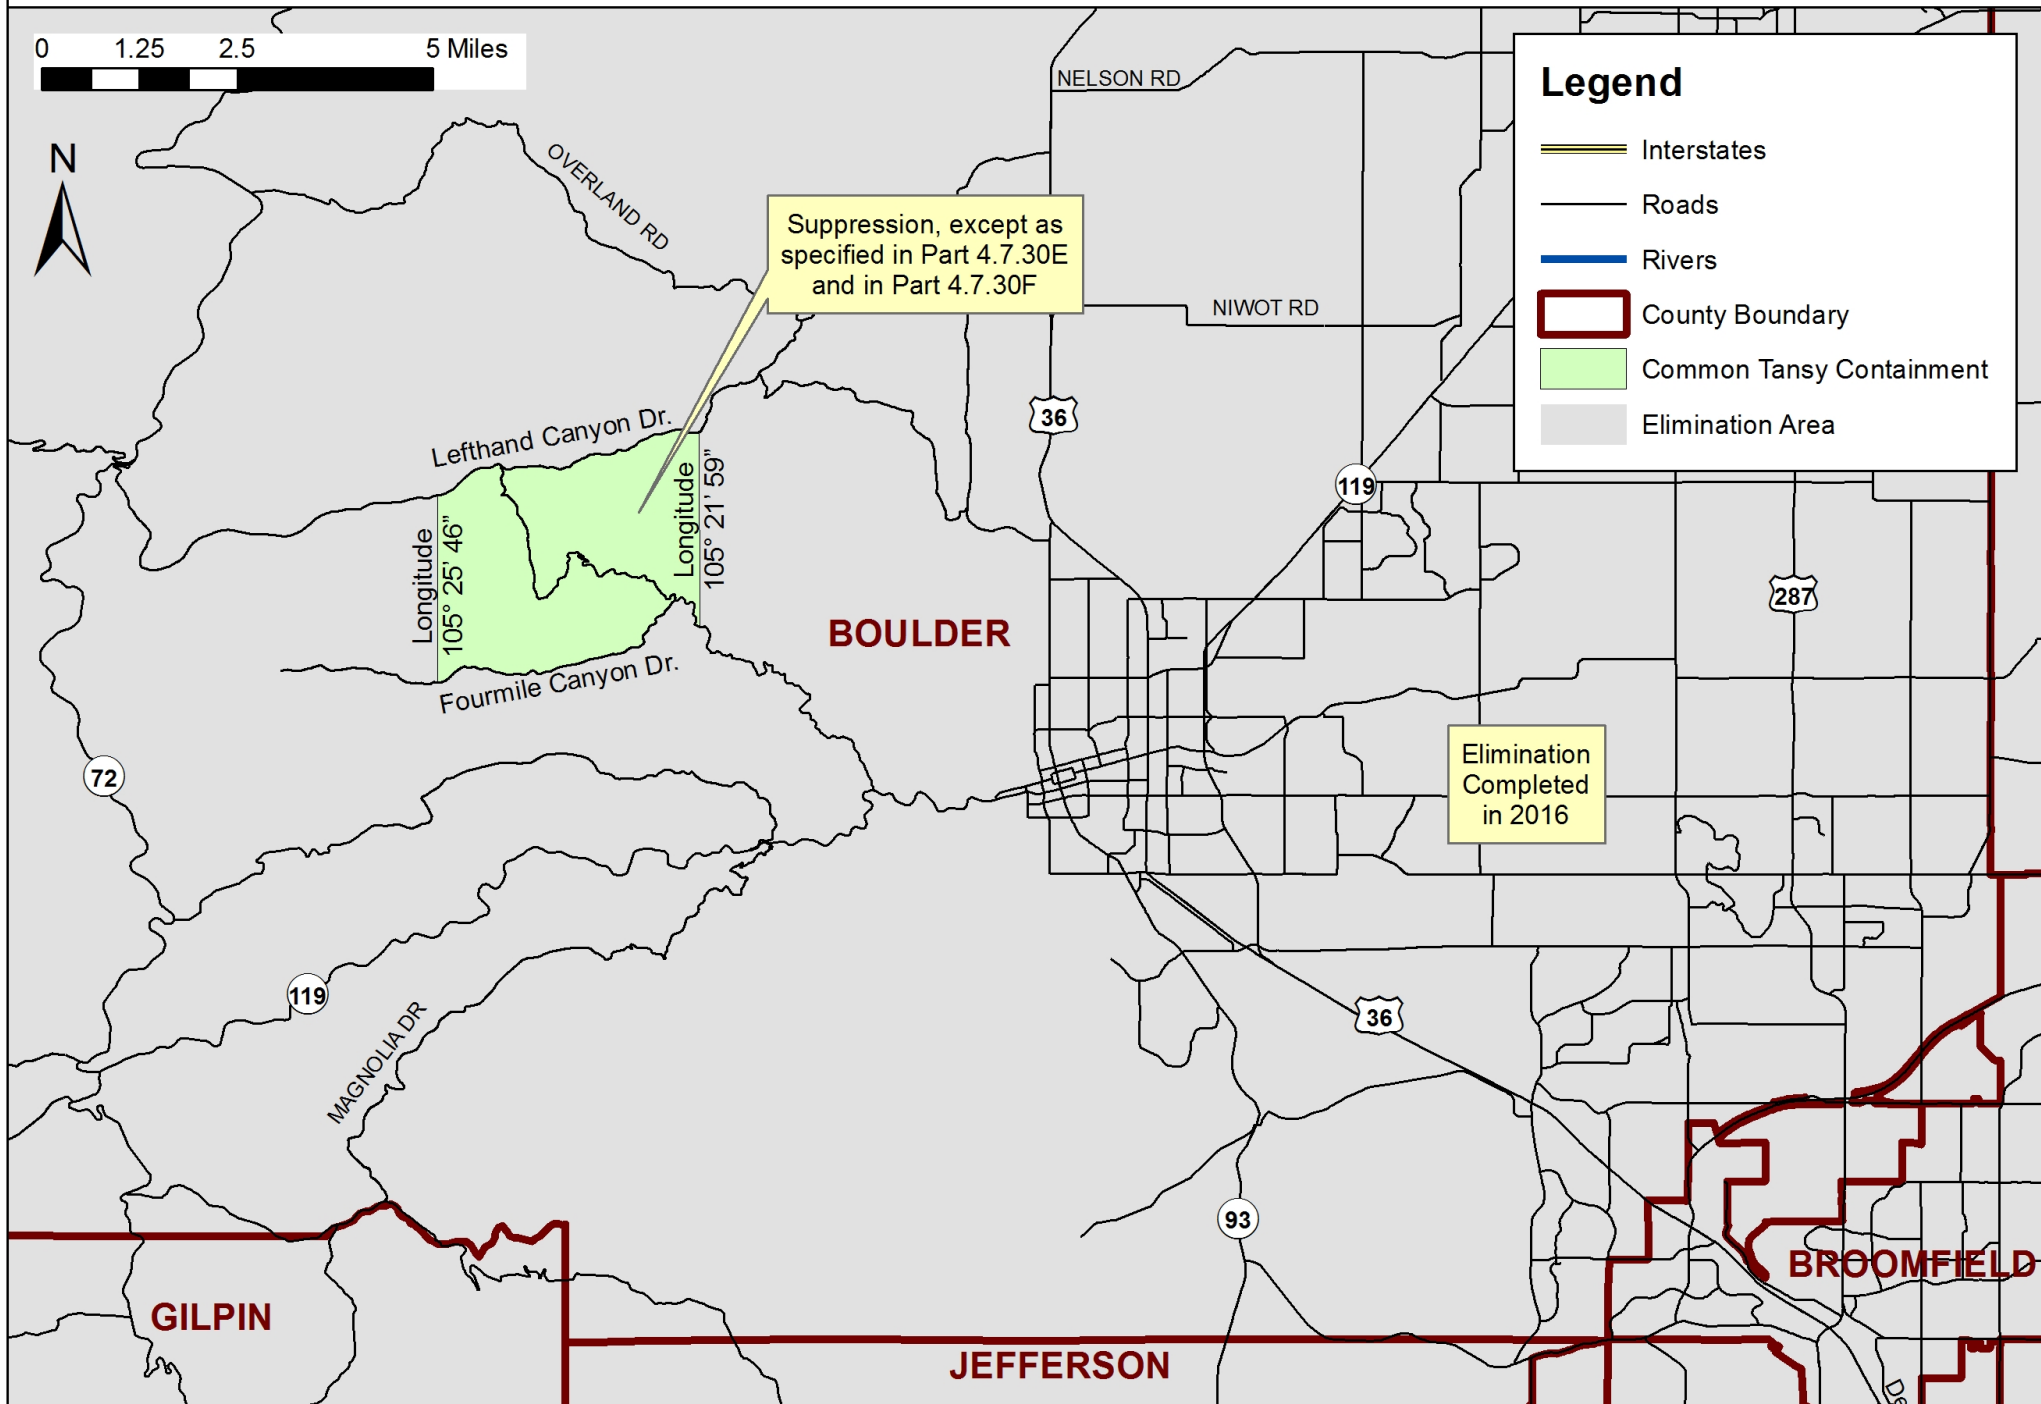 0 1.25 2.5 5 Miles
N
NELSON RD
OVERLAND RD
Suppression, except as
specified in Part 4.7.30E
and in Part 4.7.30F
NIWOT RD
Legend
Interstates
Roads
Rivers
County Boundary
Common Tansy Containment
Elimination Area
36
Lefthand Canyon Dr.
119
Longitude
105° 21' 59"
Longitude
105° 25' 46"
287
BOULDER
Fourmile Canyon Dr.
72
Elimination
Completed
in 2016
119
36
MAGNOLIA DR
93
BROOMFIELD
GILPIN
JEFFERSON
De